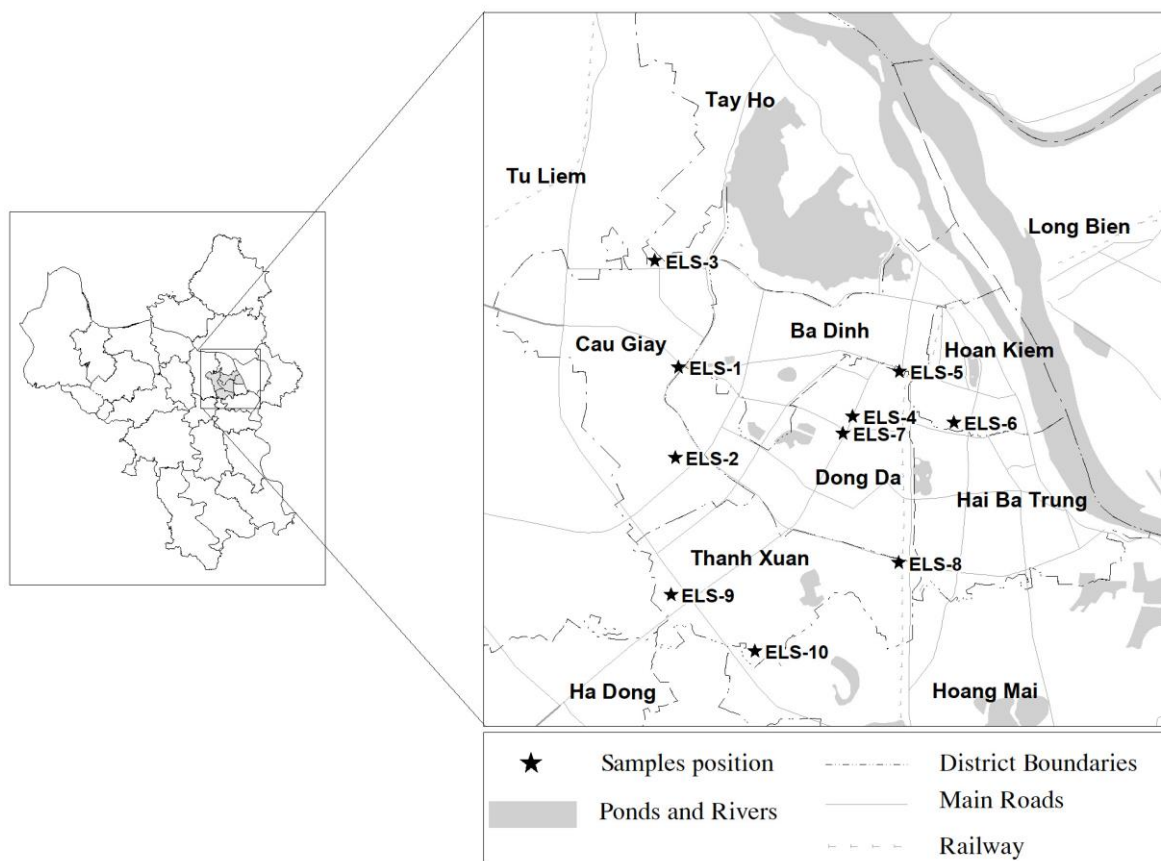 Tay Ho
Tu Liem
Long Bien
ELS-3
Ba Dinh
Cau Giay
Hoan Kiem
ELS-1
ELS-5
ELS-4
ELS-6
ELS-7
ELS-2
Dong Da
Hai Ba Trung
Thanh Xuan
ELS-8
ELS-9
ELS-10
Ha Dong
Hoang Mai
Samples position
District Boundaries
Ponds and Rivers
Main Roads
Railway